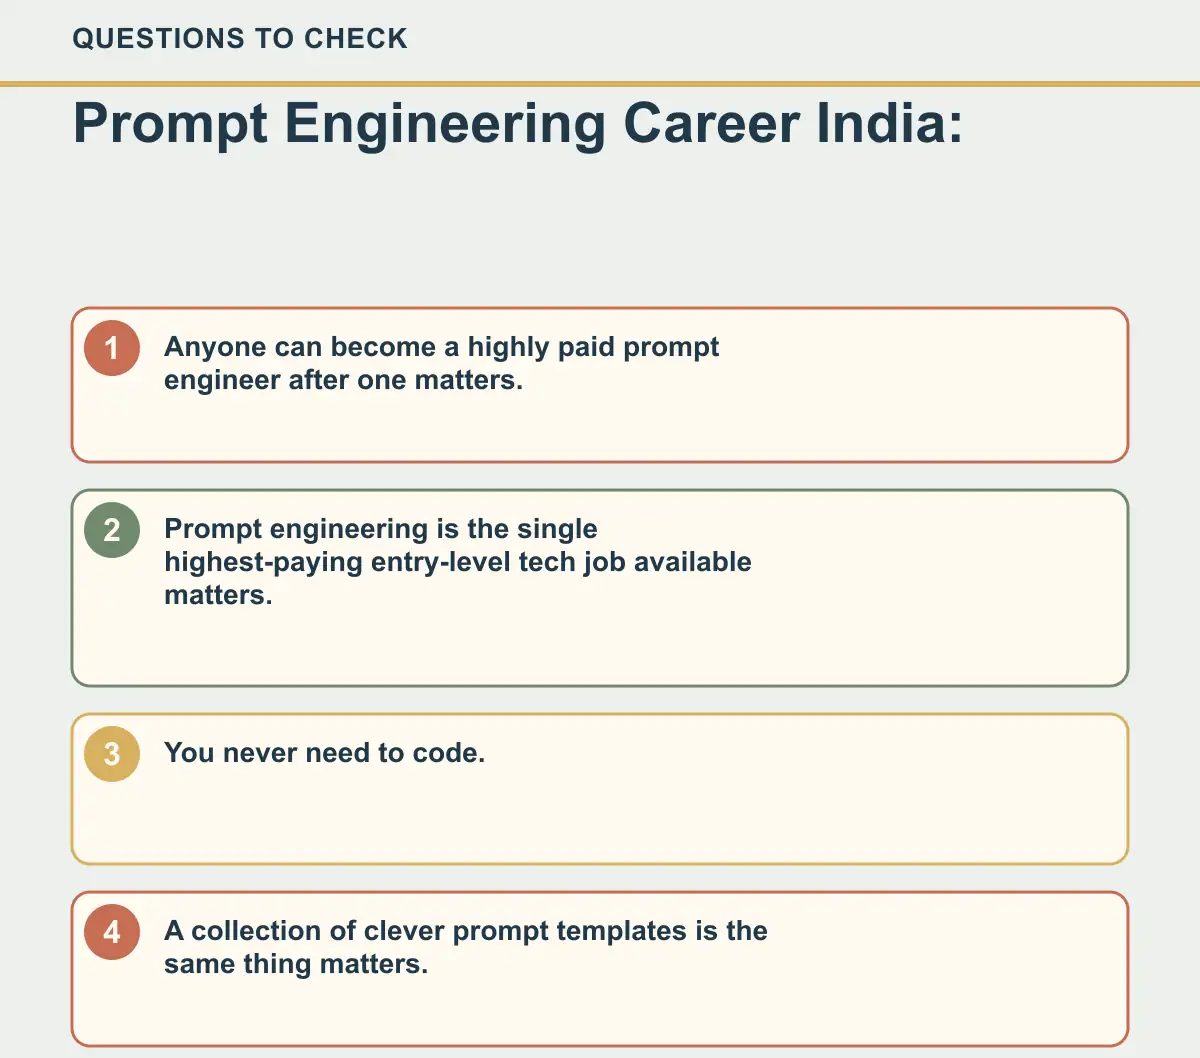 QUESTIONS TO CHECK
Prompt Engineering Career India:
1
Anyone can become a highly paid prompt
engineer after one matters.
2
Prompt engineering is the single
highest-paying entry-level tech job available
matters.
3
You never need to code.
4
A collection of clever prompt templates is the
same thing matters.